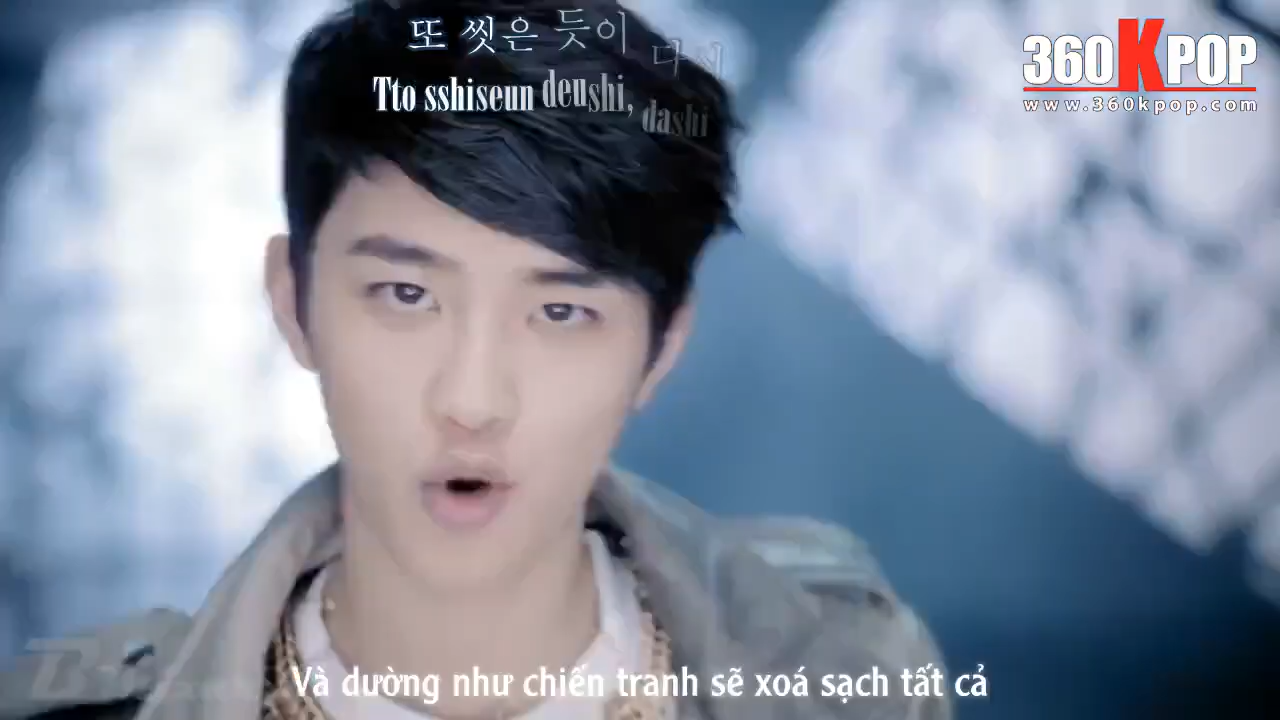 또 씻은 듯이 다시
Tto sshiseun deushi, dashi
360KPOP
www.360kpop.com
Và dường như chiến tranh sẽ xoá sạch tất cả